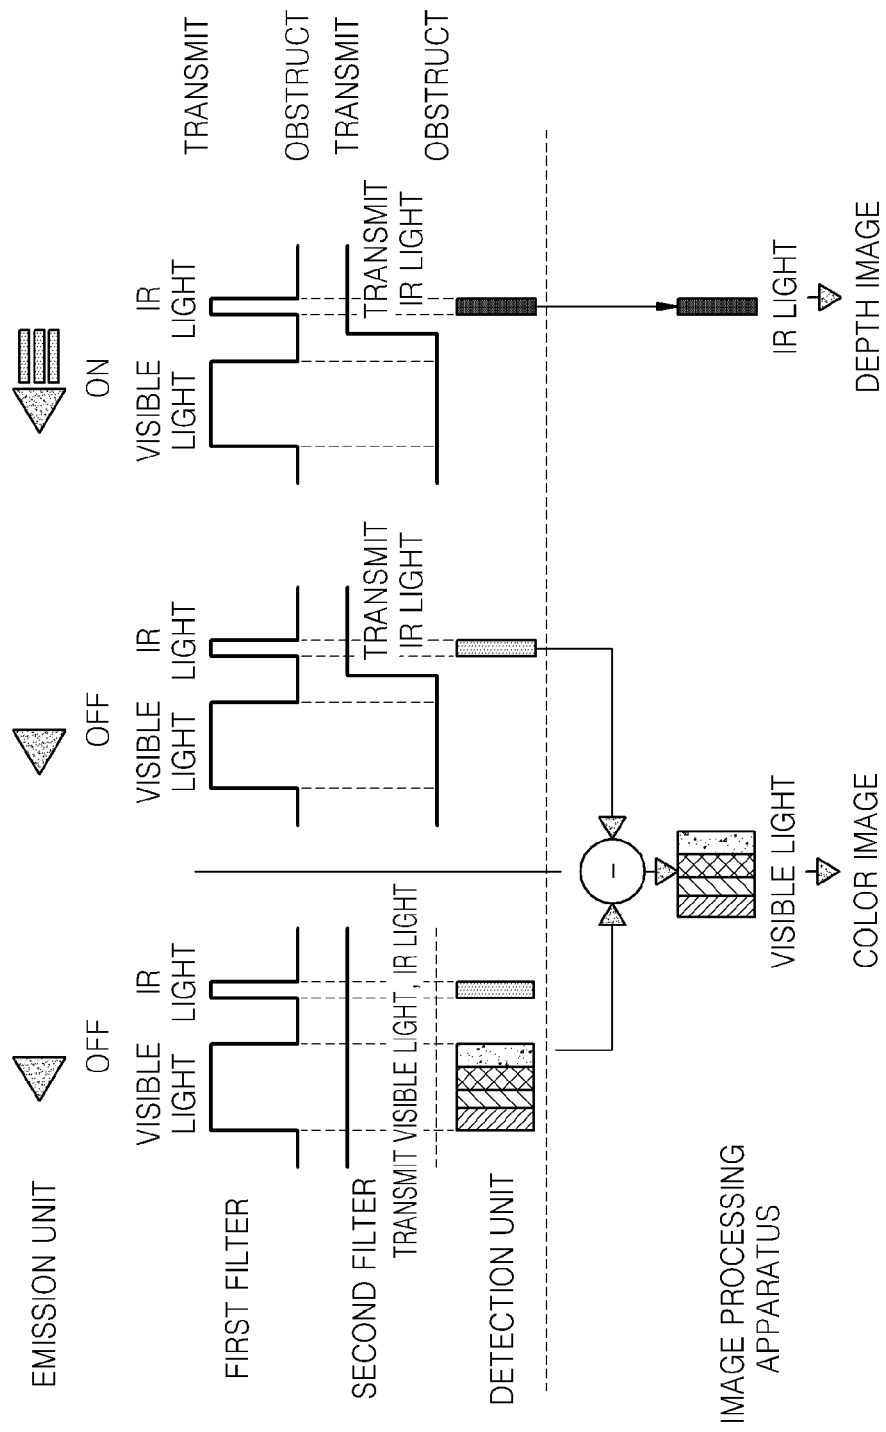 EMISSION UNIT
OFF
OFF
ON
VISIBLE
LIGHT
IR
LIGHT
VISIBLE
LIGHT
IR
LIGHT
VISIBLE
LIGHT
IR
LIGHT
FIRST FILTER
TRANSMIT
OBSTRUCT
SECOND FILTER
TRANSMIT
OBSTRUCT
TRANSMIT VISIBLE LIGHT, IR LIGHT
TRANSMIT
IR LIGHT
TRANSMIT
IR LIGHT
DETECTION UNIT
IMAGE PROCESSING
APPARATUS
−
VISIBLE LIGHT
COLOR IMAGE
IR LIGHT
DEPTH IMAGE